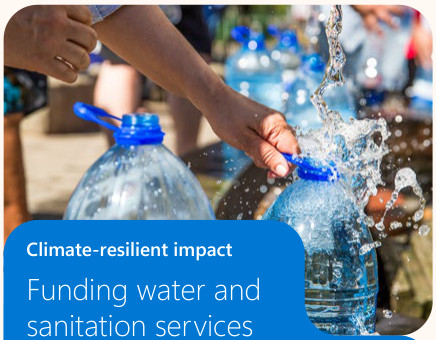 Climate-resilient impact
Funding water and
sanitation services